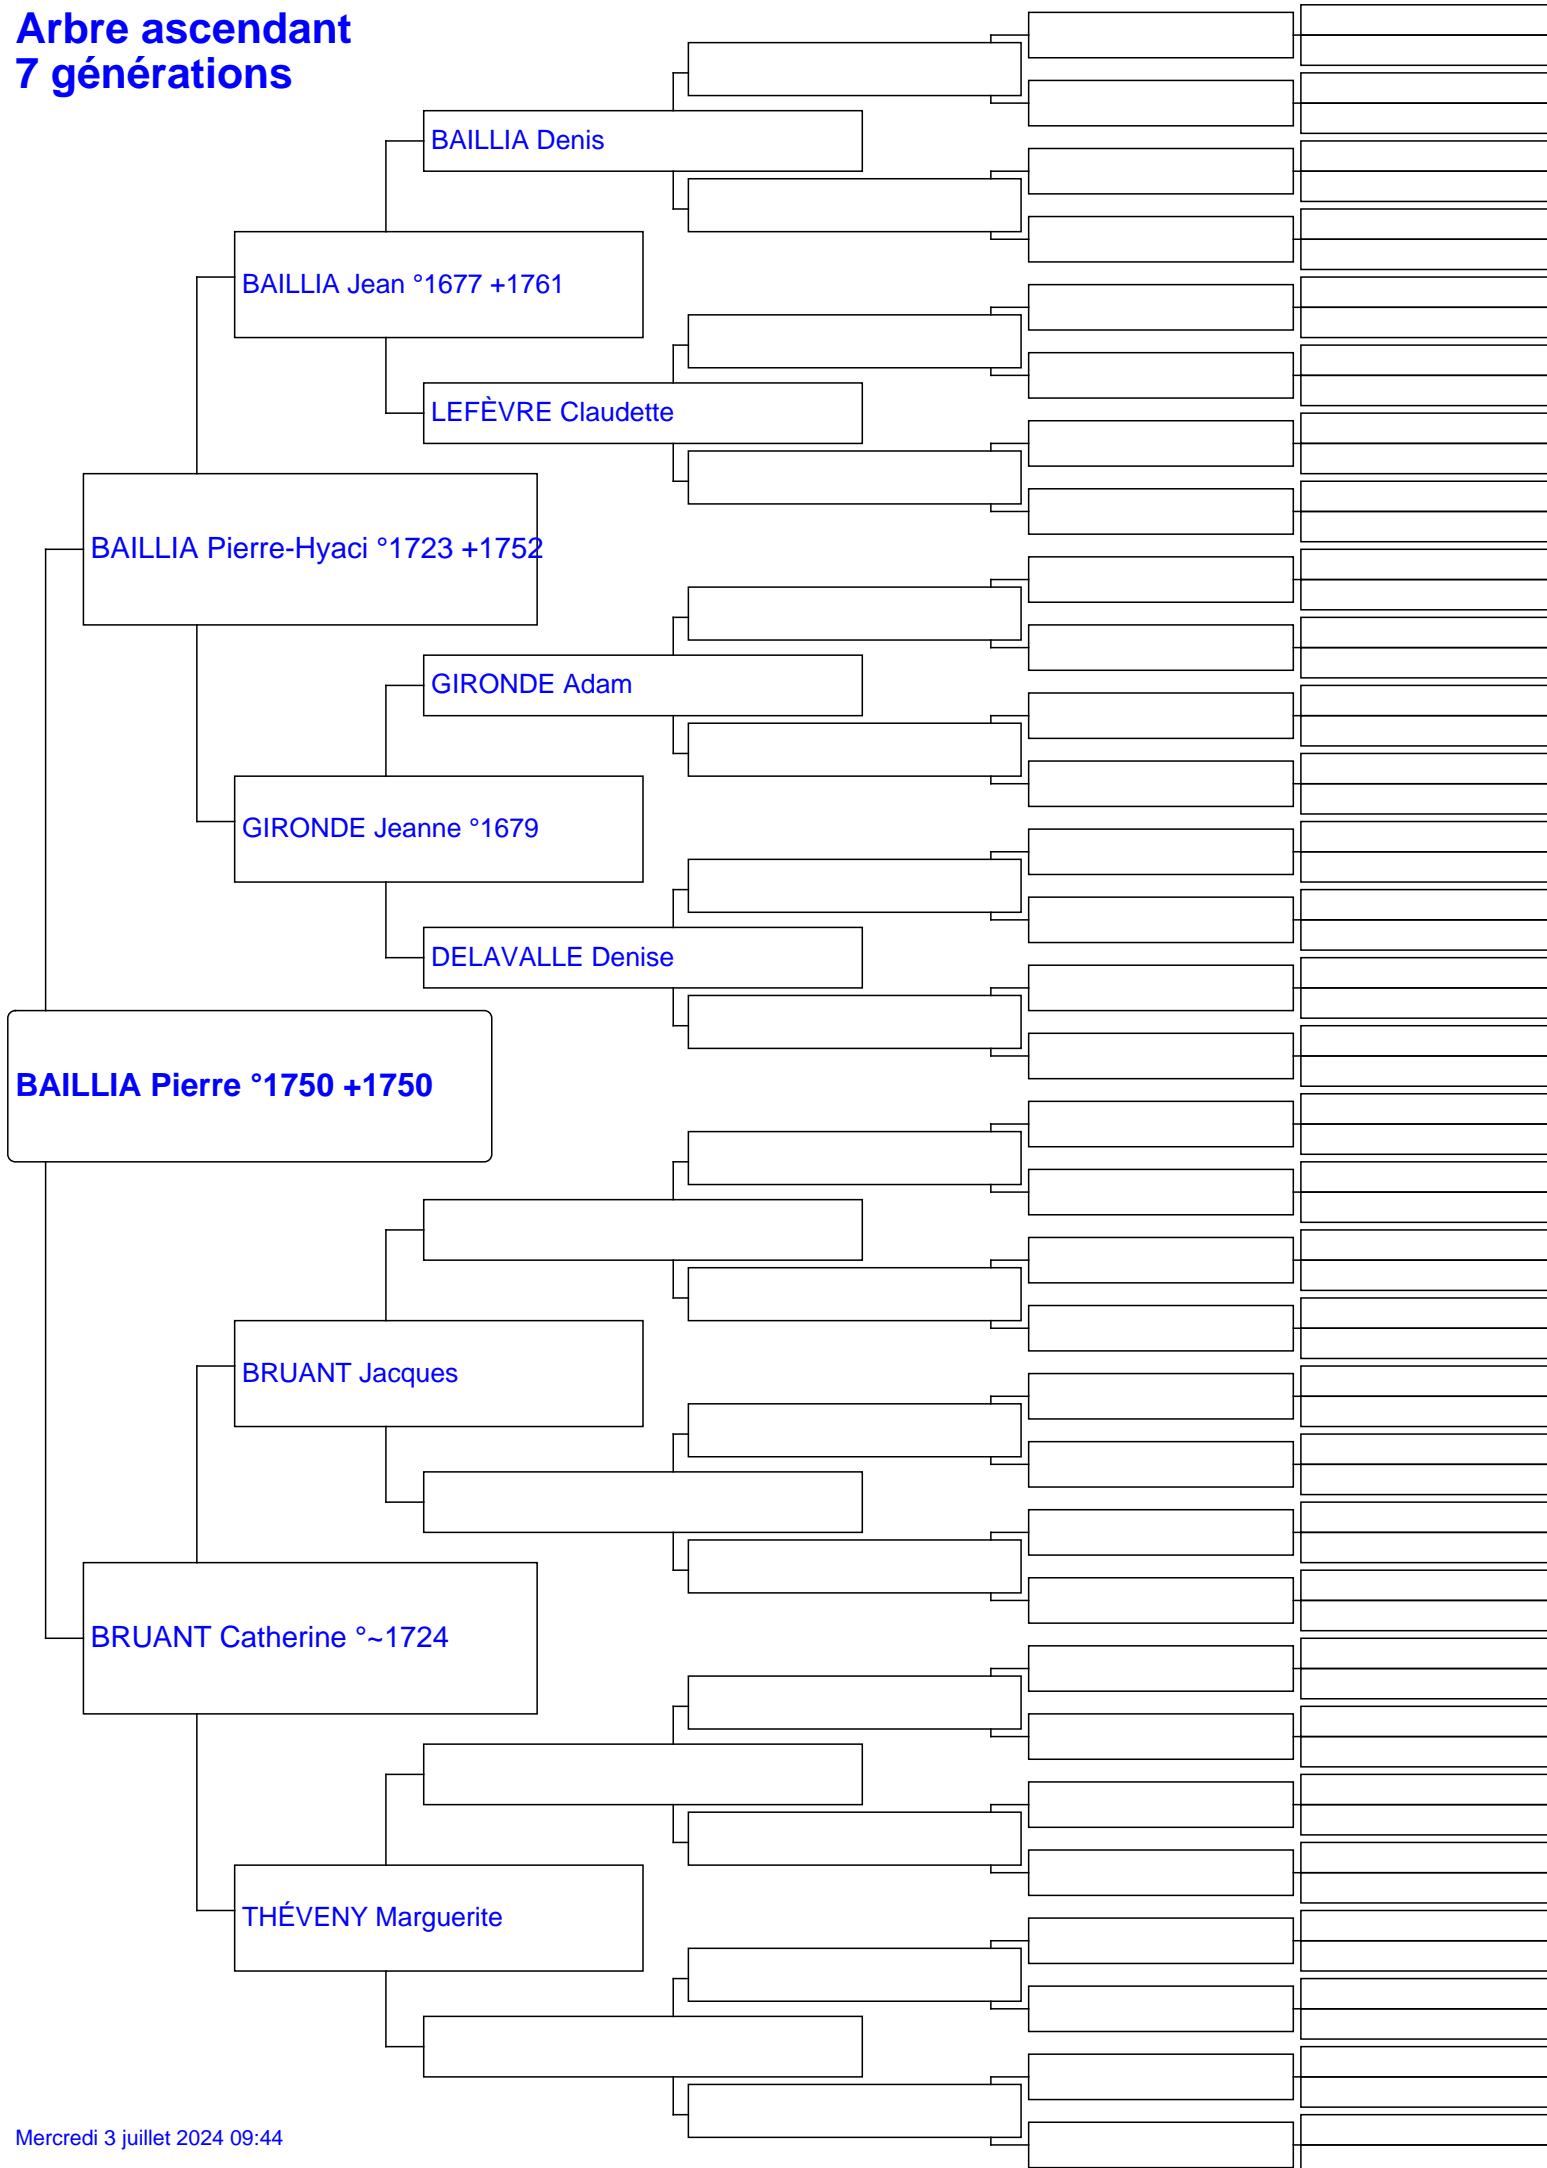 Arbre ascendant
7 générations
BAILLIA Denis
BAILLIA Jean °1677 +1761
LEFÈVRE Claudette
BAILLIA Pierre-Hyaci °1723 +1752
GIRONDE Adam
GIRONDE Jeanne °1679
DELAVALLE Denise
BAILLIA Pierre °1750 +1750
BRUANT Jacques
BRUANT Catherine °~1724
THÉVENY Marguerite
Mercredi 3 juillet 2024 09:44